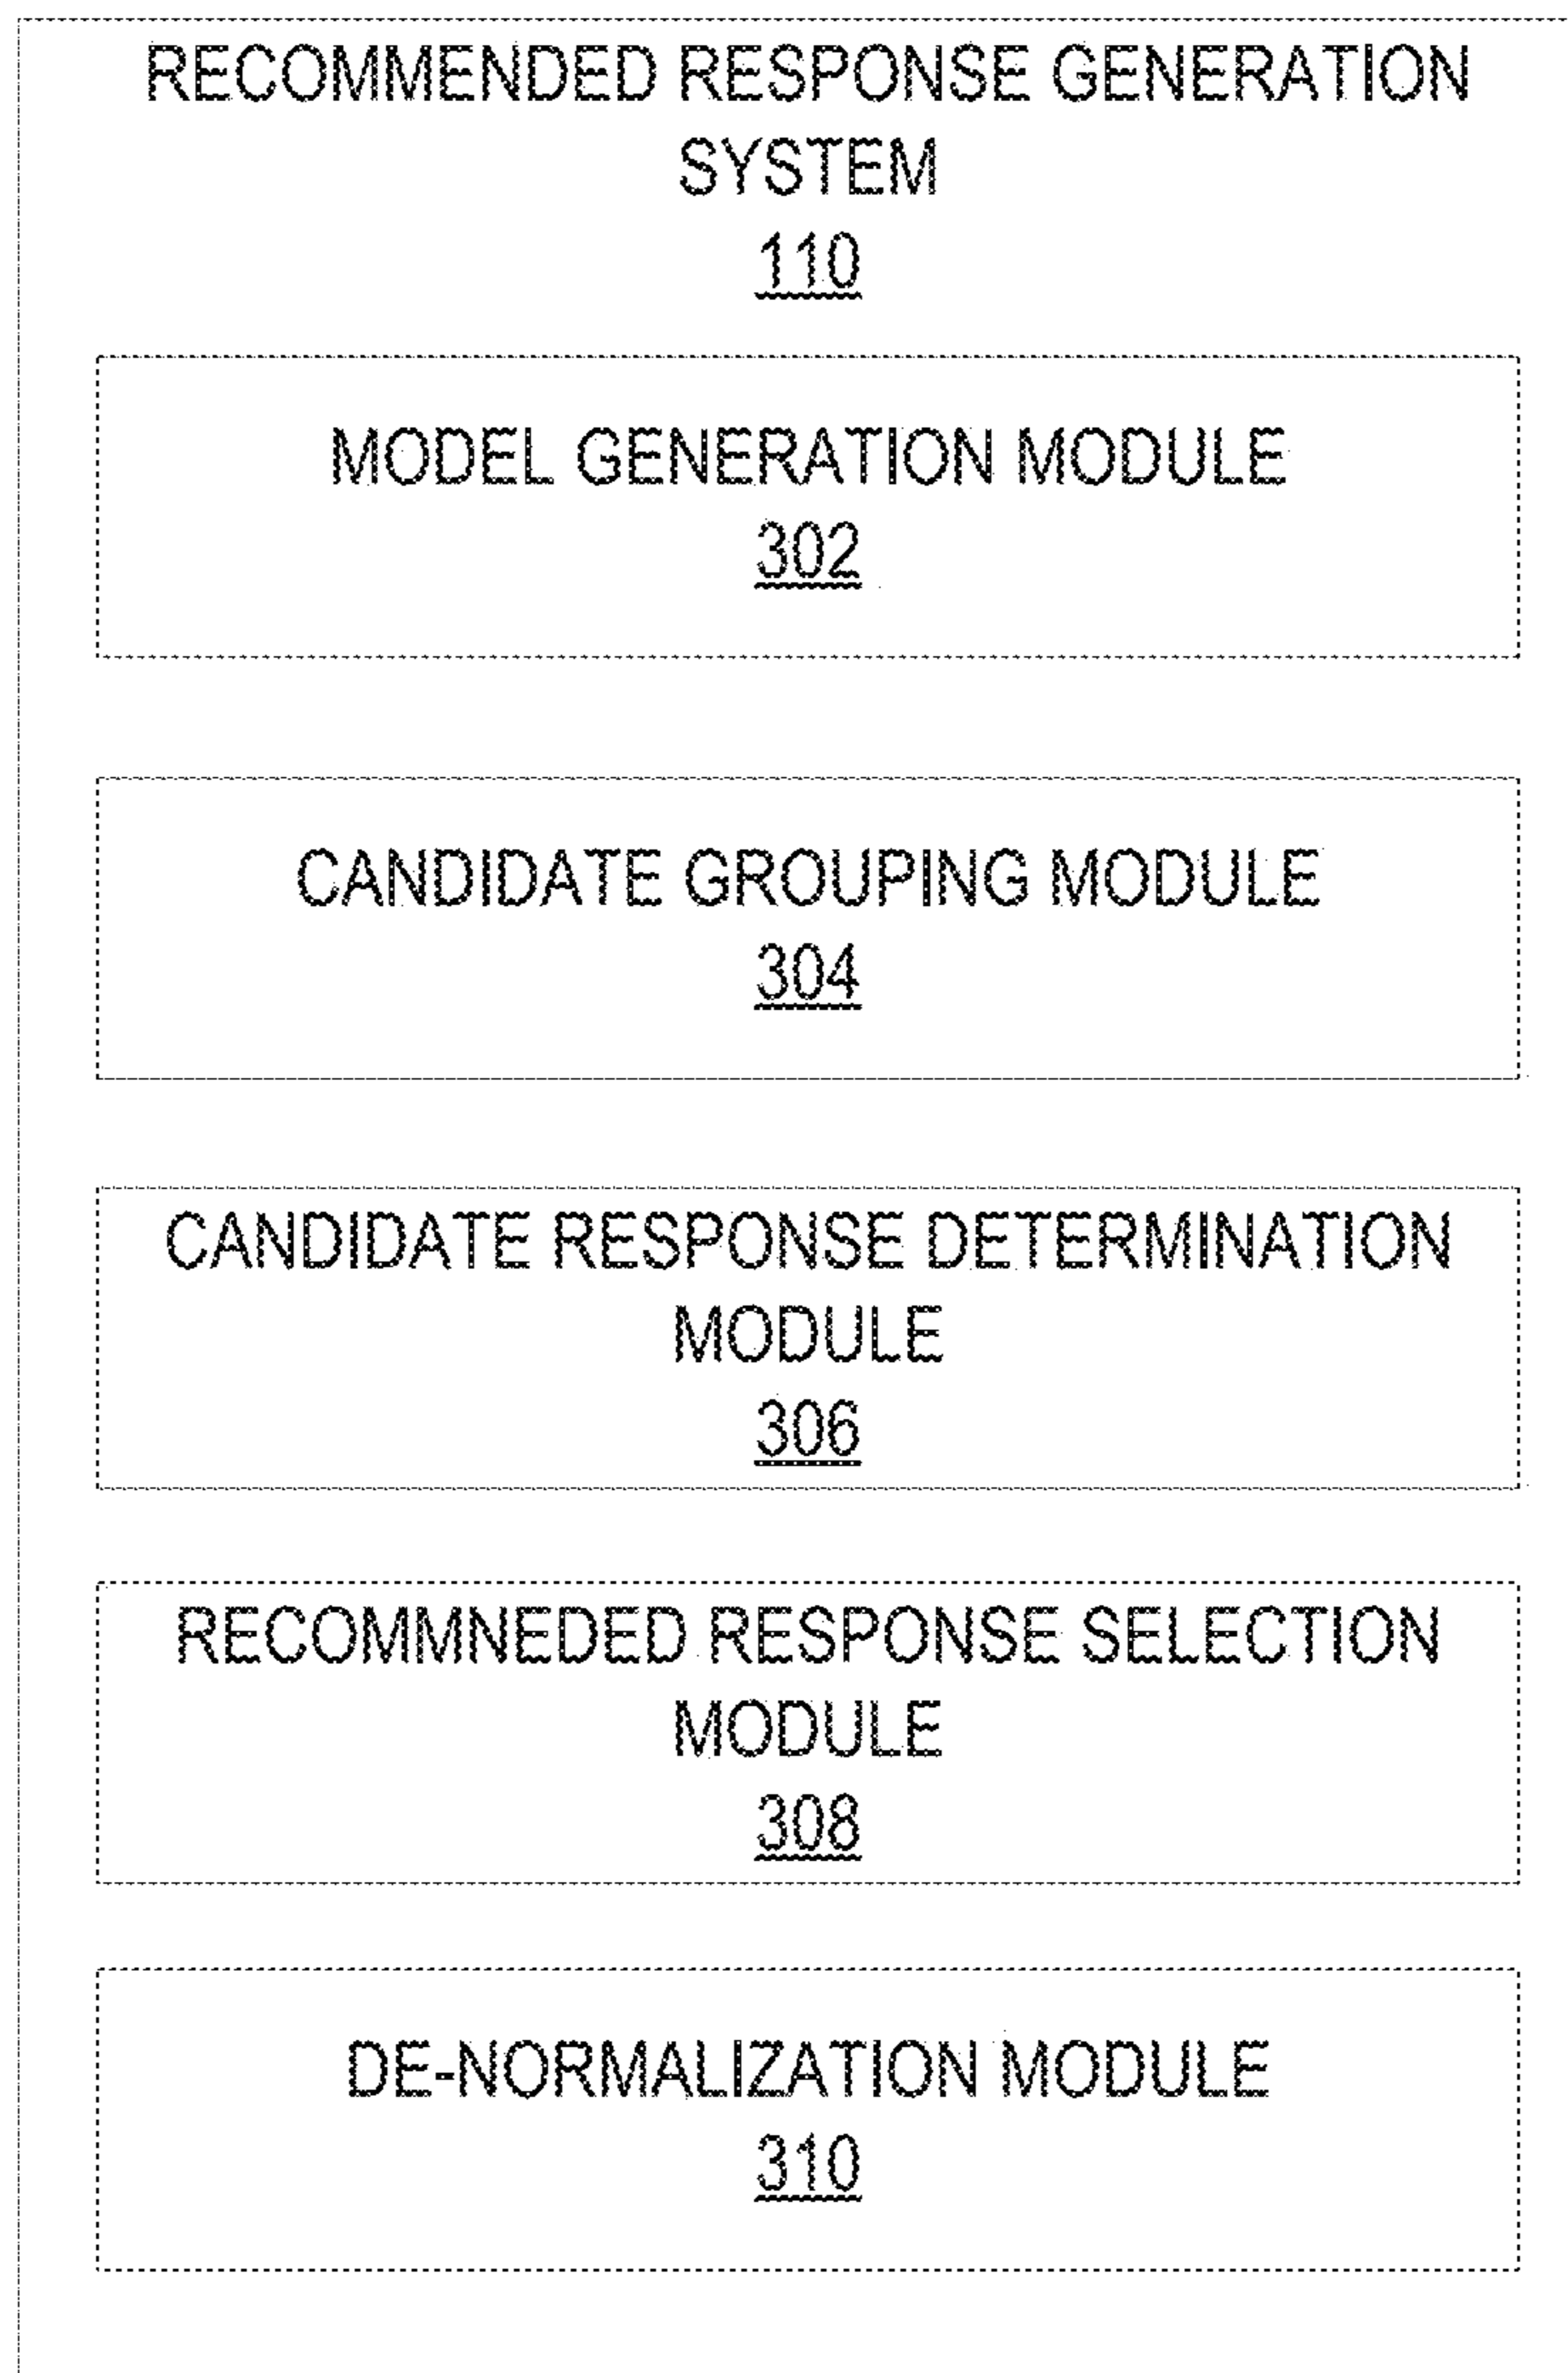 RECOMMENDED RESPONSE GENERATION
SYSTEM
110
MODEL GENERATION MODULE
302
CANDIDATE GROUPING MODULE
304
CANDIDATE RESPONSE DETERMINATION
MODULE
306
RECOMMNEDED RESPONSE SELECTION
MODULE
308
DE-NORMALIZATION MODULE
310